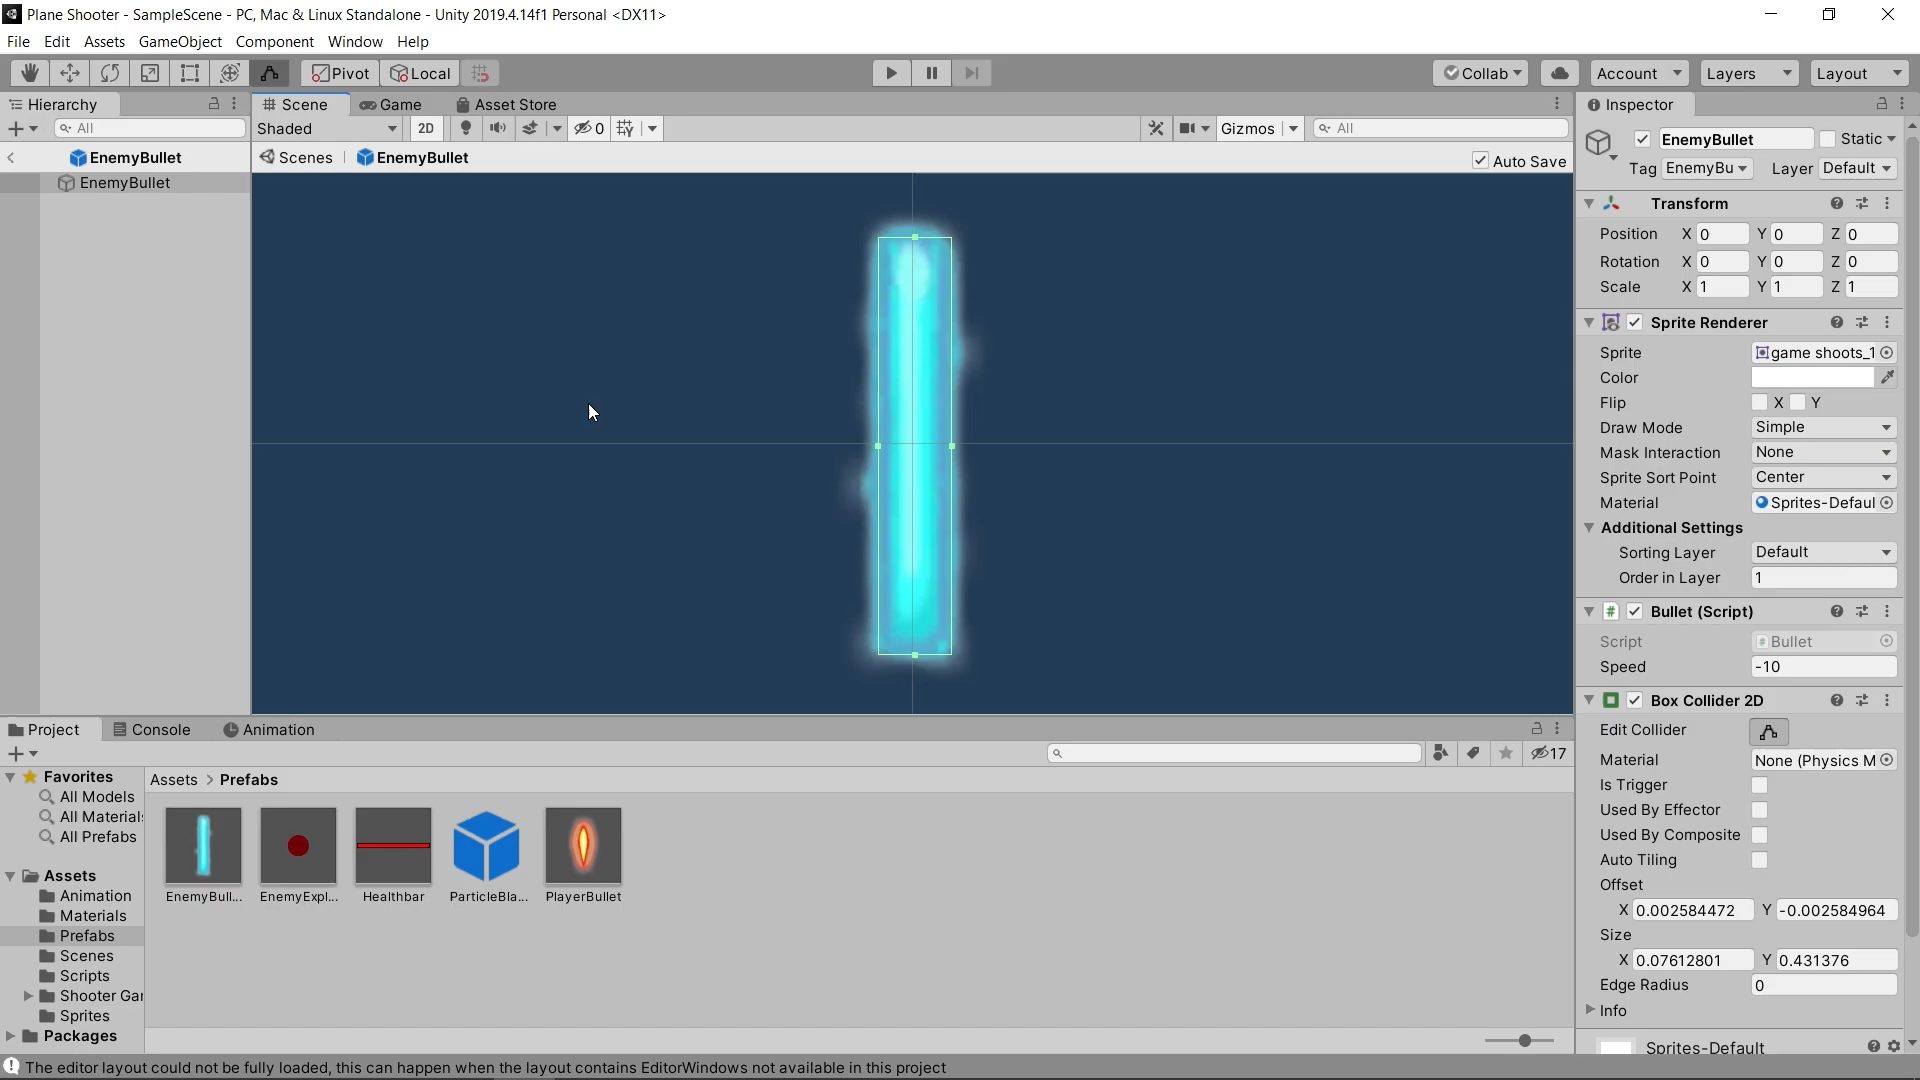 Plane Shooter - SampleScene - PC, Mac & Linux Standalone - Unity 2019.4.14f1 Personal <DX11>
File Edit Assets GameObject Component Window Help
Pivot Local Collab Account Layers Layout
Hierarchy
All
EnemyBullet
EnemyBullet
Scene Game Asset Store
Shaded 2D 0 Gizmos All
Scenes EnemyBullet Auto Save
Inspector
EnemyBullet Static
Tag EnemyBu Layer Default
Transform
Position X 0 Y 0 Z 0
Rotation X 0 Y 0 Z 0
Scale X 1 Y 1 Z 1
Sprite Renderer
Sprite game shoots_1
Color
Flip X Y
Draw Mode Simple
Mask Interaction None
Sprite Sort Point Center
Material Sprites-Defaul
Additional Settings
Sorting Layer Default
Order in Layer 1
# Bullet (Script)
Script # Bullet
Speed -10
Box Collider 2D
Edit Collider
Material None (Physics M
Is Trigger
Used By Effector
Used By Composite
Auto Tiling
Offset
X 0.002584472 Y -0.002584964
Size
X 0.07612801 Y 0.431376
Edge Radius 0
Info
Sprites-Default
Project Console Animation
17
Favorites
All Models
All Materials
All Prefabs
Assets
Animation
Materials
Prefabs
Scenes
Scripts
Shooter Gar
Sprites
Packages
Assets > Prefabs
EnemyBull... EnemyExpl... Healthbar ParticleBla... PlayerBullet
The editor layout could not be fully loaded, this can happen when the layout contains EditorWindows not available in this project